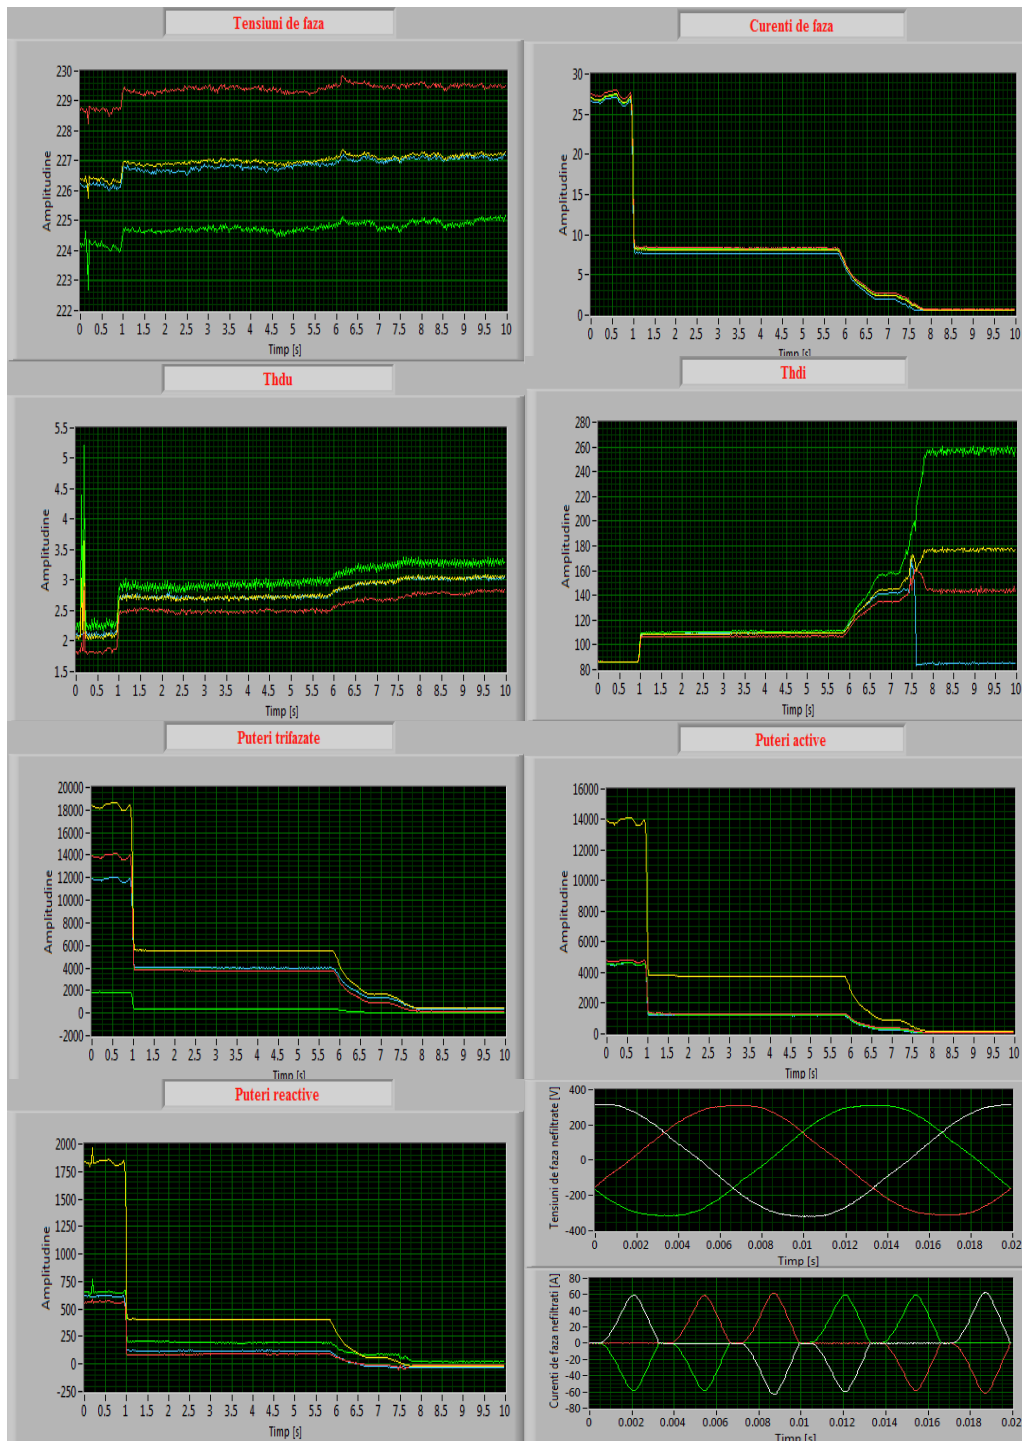 Tensiuni de faza
Curenti de faza
230
229
228
227
226
225
224
223
222
Amplitudine
0 0.5 1 1.5 2 2.5 3 3.5 4 4.5 5 5.5 6 6.5 7 7.5 8 8.5 9 9.5 10
Timp [s]
30
25
20
15
10
5
0
Amplitudine
0 0.5 1 1.5 2 2.5 3 3.5 4 4.5 5 5.5 6 6.5 7 7.5 8 8.5 9 9.5 10
Timp [s]
Thdu
Thdi
5.5
5
4.5
4
3.5
3
2.5
2
1.5
Amplitudine
0 0.5 1 1.5 2 2.5 3 3.5 4 4.5 5 5.5 6 6.5 7 7.5 8 8.5 9 9.5 10
Timp [s]
280
260
240
220
200
180
160
140
120
100
80
Amplitudine
0 0.5 1 1.5 2 2.5 3 3.5 4 4.5 5 5.5 6 6.5 7 7.5 8 8.5 9 9.5 10
Timp [s]
Puteri trifazate
Puteri active
20000
18000
16000
14000
12000
10000
8000
6000
4000
2000
0
-2000
Amplitudine
0 0.5 1 1.5 2 2.5 3 3.5 4 4.5 5 5.5 6 6.5 7 7.5 8 8.5 9 9.5 10
Timp [s]
16000
14000
12000
10000
8000
6000
4000
2000
0
Amplitudine
0 0.5 1 1.5 2 2.5 3 3.5 4 4.5 5 5.5 6 6.5 7 7.5 8 8.5 9 9.5 10
Timp [s]
Puteri reactive
2000
1750
1500
1250
1000
750
500
250
0
-250
Amplitudine
0 0.5 1 1.5 2 2.5 3 3.5 4 4.5 5 5.5 6 6.5 7 7.5 8 8.5 9 9.5 10
Timp [s]
400
200
0
-200
-400
Tensiuni de faza nefiltrate [V]
0 0.002 0.004 0.006 0.008 0.01 0.012 0.014 0.016 0.018 0.02
Timp [s]
80
60
40
20
0
-20
-40
-60
-80
Curenti de faza nefiltrati [A]
0 0.002 0.004 0.006 0.008 0.01 0.012 0.014 0.016 0.018 0.02
Timp [s]